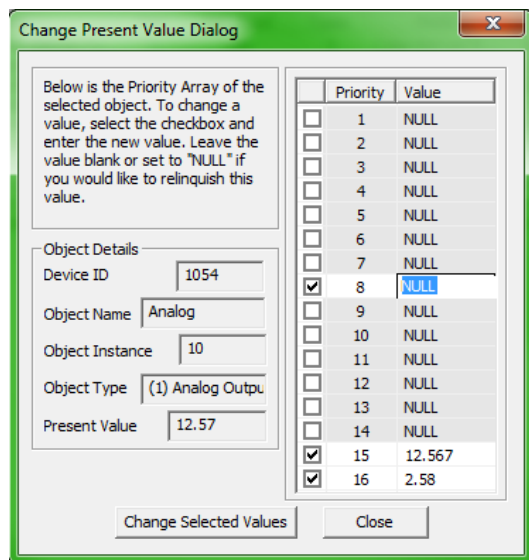 Change Present Value Dialog
Below is the Priority Array of the
selected object. To change a
value, select the checkbox and
enter the new value. Leave the
value blank or set to "NULL" if
you would like to relinquish this
value.
Object Details
Device ID 1054
Object Name Analog
Object Instance 10
Object Type (1) Analog Outpu
Present Value 12.57
Priority Value
1 NULL
2 NULL
3 NULL
4 NULL
5 NULL
6 NULL
7 NULL
8 NULL
9 NULL
10 NULL
11 NULL
12 NULL
13 NULL
14 NULL
15 12.567
16 2.58
Change Selected Values Close